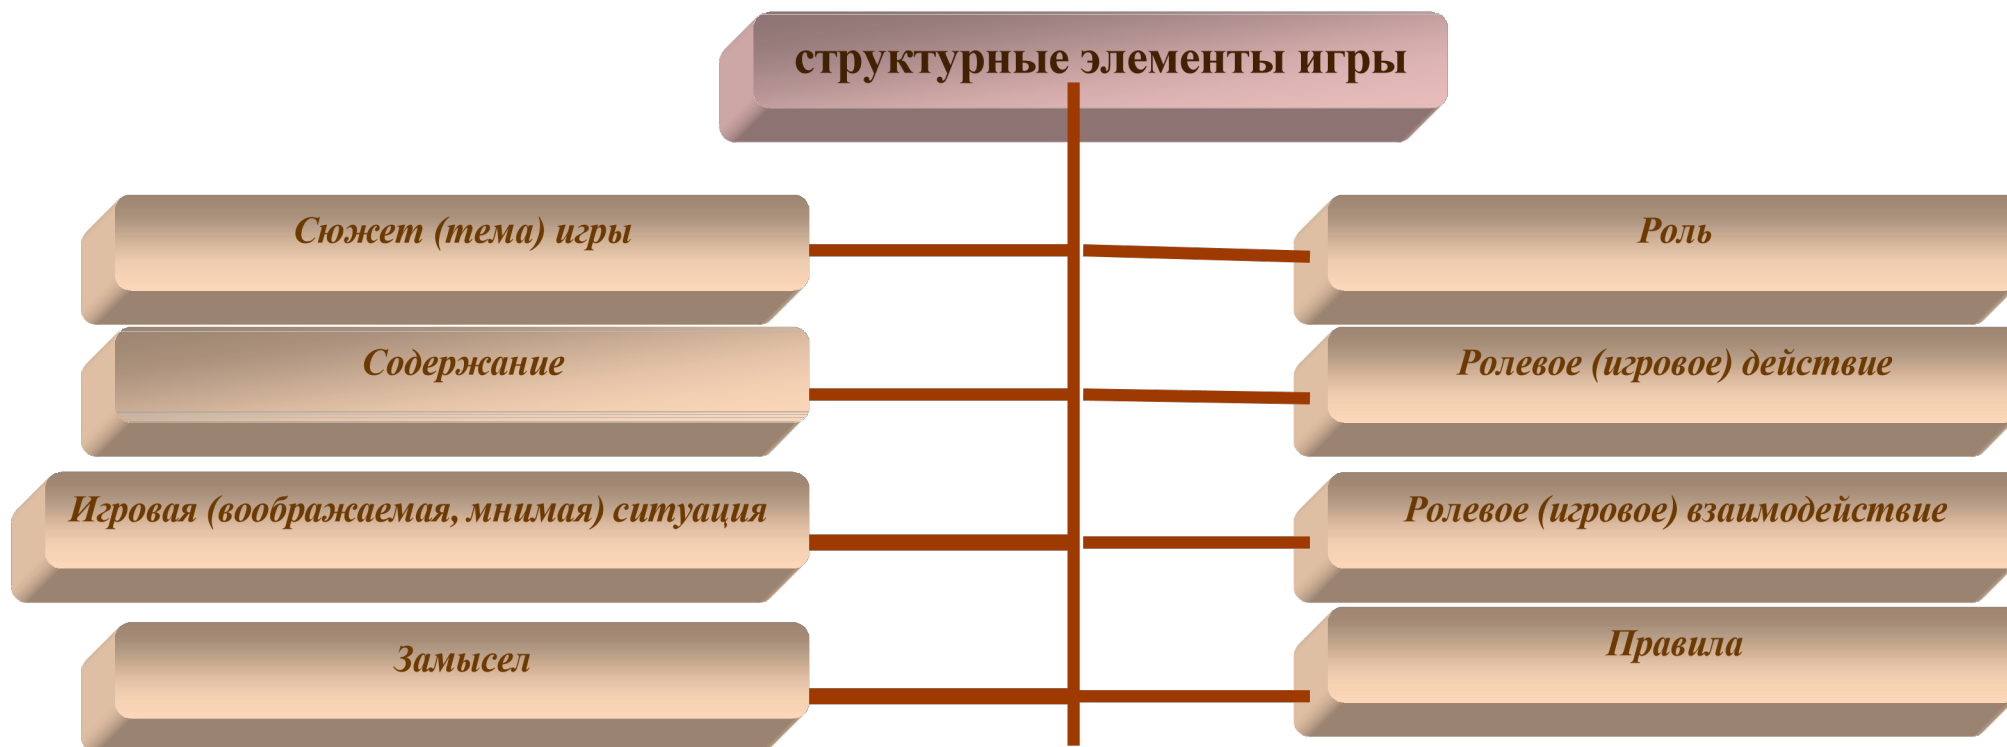 структурные элементы игры
Сюжет (тема) игры
Роль
Содержание
Ролевое (игровое) действие
Игровая (воображаемая, мнимая) ситуация
Ролевое (игровое) взаимодействие
Замысел
Правила